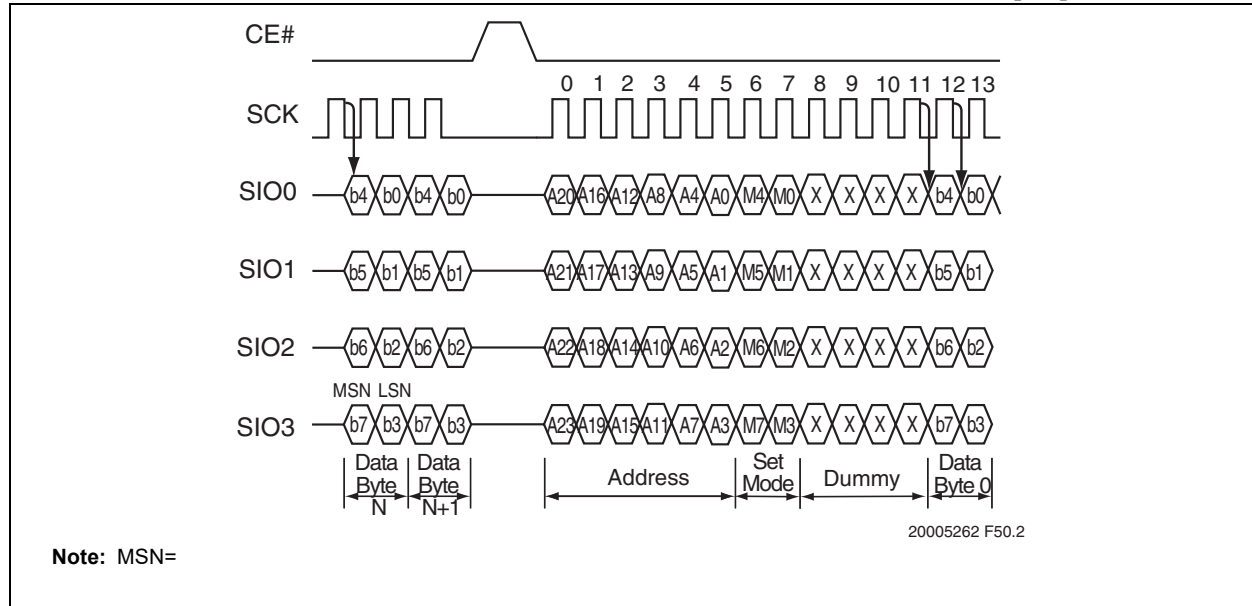 CE#
0 1 2 3 4 5 6 7 8 9 10 11 12 13
SCK
SIO0 b4 b0 b4 b0 A20 A16 A12 A8 A4 A0 M4 M0 X X X X b4 b0
SIO1 b5 b1 b5 b1 A21 A17 A13 A9 A5 A1 M5 M1 X X X X b5 b1
SIO2 b6 b2 b6 b2 A22 A18 A14 A10 A6 A2 M6 M2 X X X X b6 b2
MSN LSN
SIO3 b7 b3 b7 b3 A23 A19 A15 A11 A7 A3 M7 M3 X X X X b7 b3
Data
Byte
N
Data
Byte
N+1
Address
Set
Mode
Dummy
Data
Byte 0
20005262 F50.2
Note: MSN=